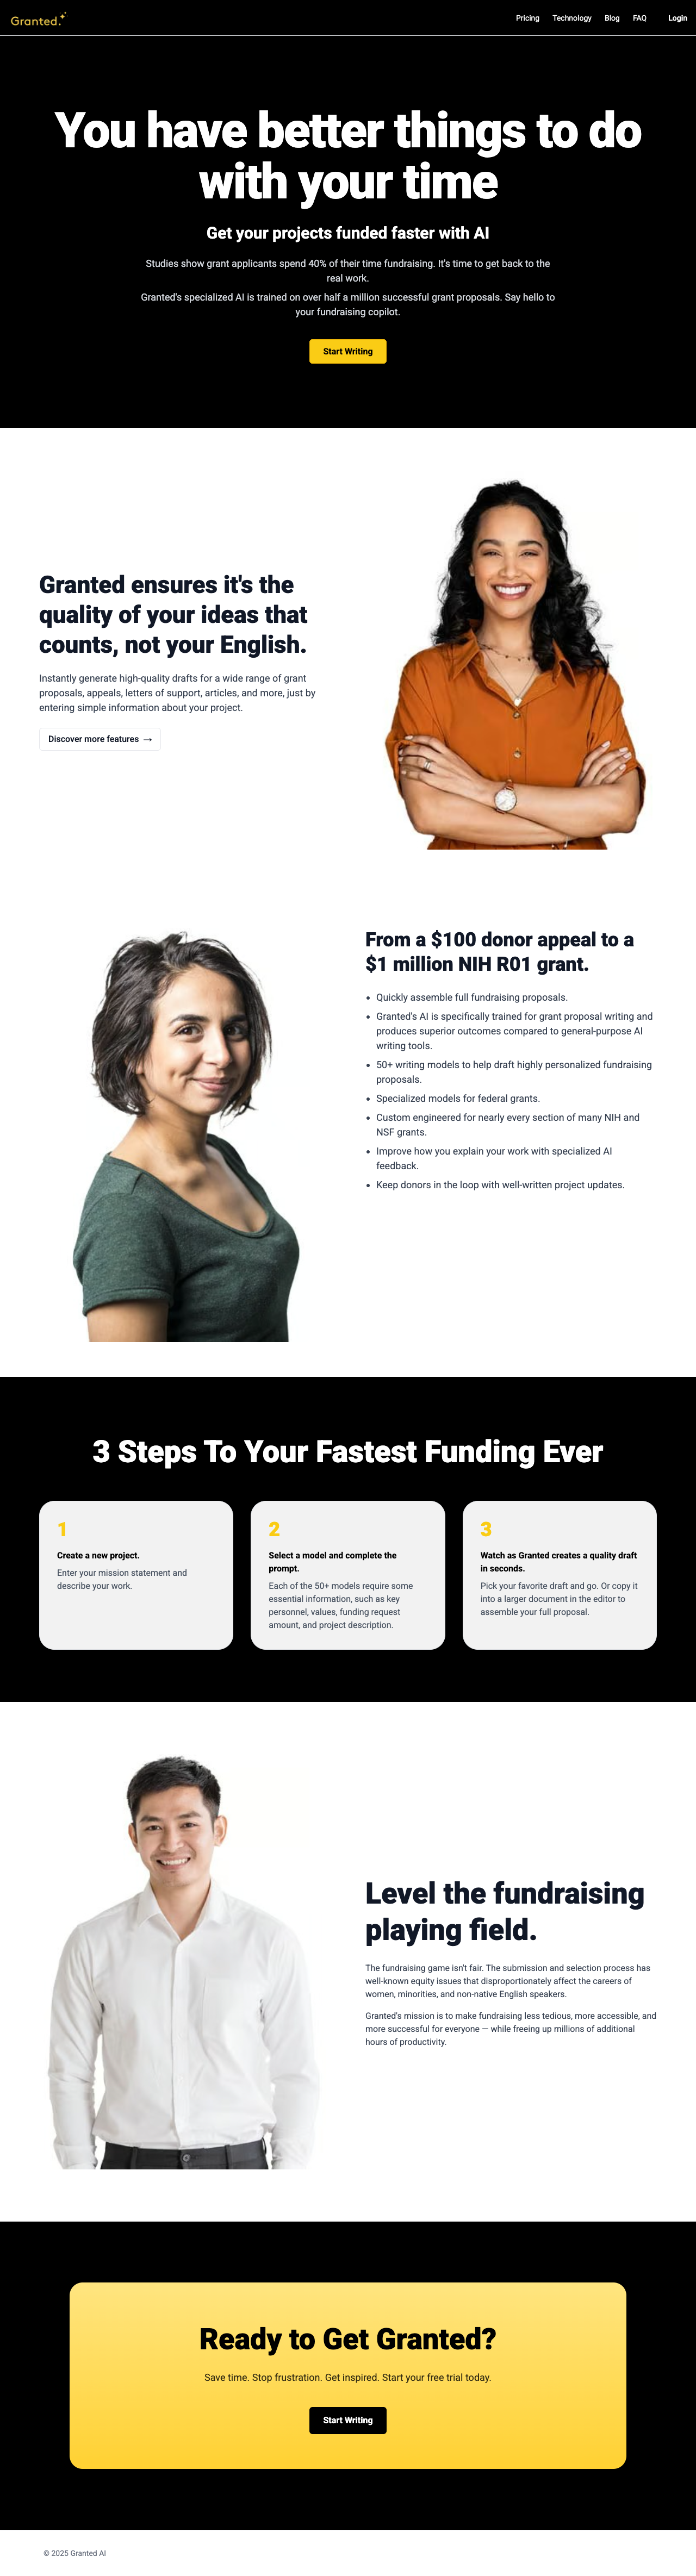 Granted.
Pricing Technology Blog FAQ Login
You have better things to do
with your time
Get your projects funded faster with AI
Studies show grant applicants spend 40% of their time fundraising. It's time to get back to the
real work.
Granted's specialized AI is trained on over half a million successful grant proposals. Say hello to
your fundraising copilot.
Start Writing
Granted ensures it's the
quality of your ideas that
counts, not your English.
Instantly generate high-quality drafts for a wide range of grant
proposals, appeals, letters of support, articles, and more, just by
entering simple information about your project.
Discover more features →
From a $100 donor appeal to a
$1 million NIH R01 grant.
• Quickly assemble full fundraising proposals.
• Granted's AI is specifically trained for grant proposal writing and
produces superior outcomes compared to general-purpose AI
writing tools.
• 50+ writing models to help draft highly personalized fundraising
proposals.
• Specialized models for federal grants.
• Custom engineered for nearly every section of many NIH and
NSF grants.
• Improve how you explain your work with specialized AI
feedback.
• Keep donors in the loop with well-written project updates.
3 Steps To Your Fastest Funding Ever
1
Create a new project.
Enter your mission statement and
describe your work.
2
Select a model and complete the
prompt.
Each of the 50+ models require some
essential information, such as key
personnel, values, funding request
amount, and project description.
3
Watch as Granted creates a quality draft
in seconds.
Pick your favorite draft and go. Or copy it
into a larger document in the editor to
assemble your full proposal.
Level the fundraising
playing field.
The fundraising game isn't fair. The submission and selection process has
well-known equity issues that disproportionately affect the careers of
women, minorities, and non-native English speakers.
Granted's mission is to make fundraising less tedious, more accessible, and
more successful for everyone — while freeing up millions of additional
hours of productivity.
Ready to Get Granted?
Save time. Stop frustration. Get inspired. Start your free trial today.
Start Writing
© 2025 Granted AI